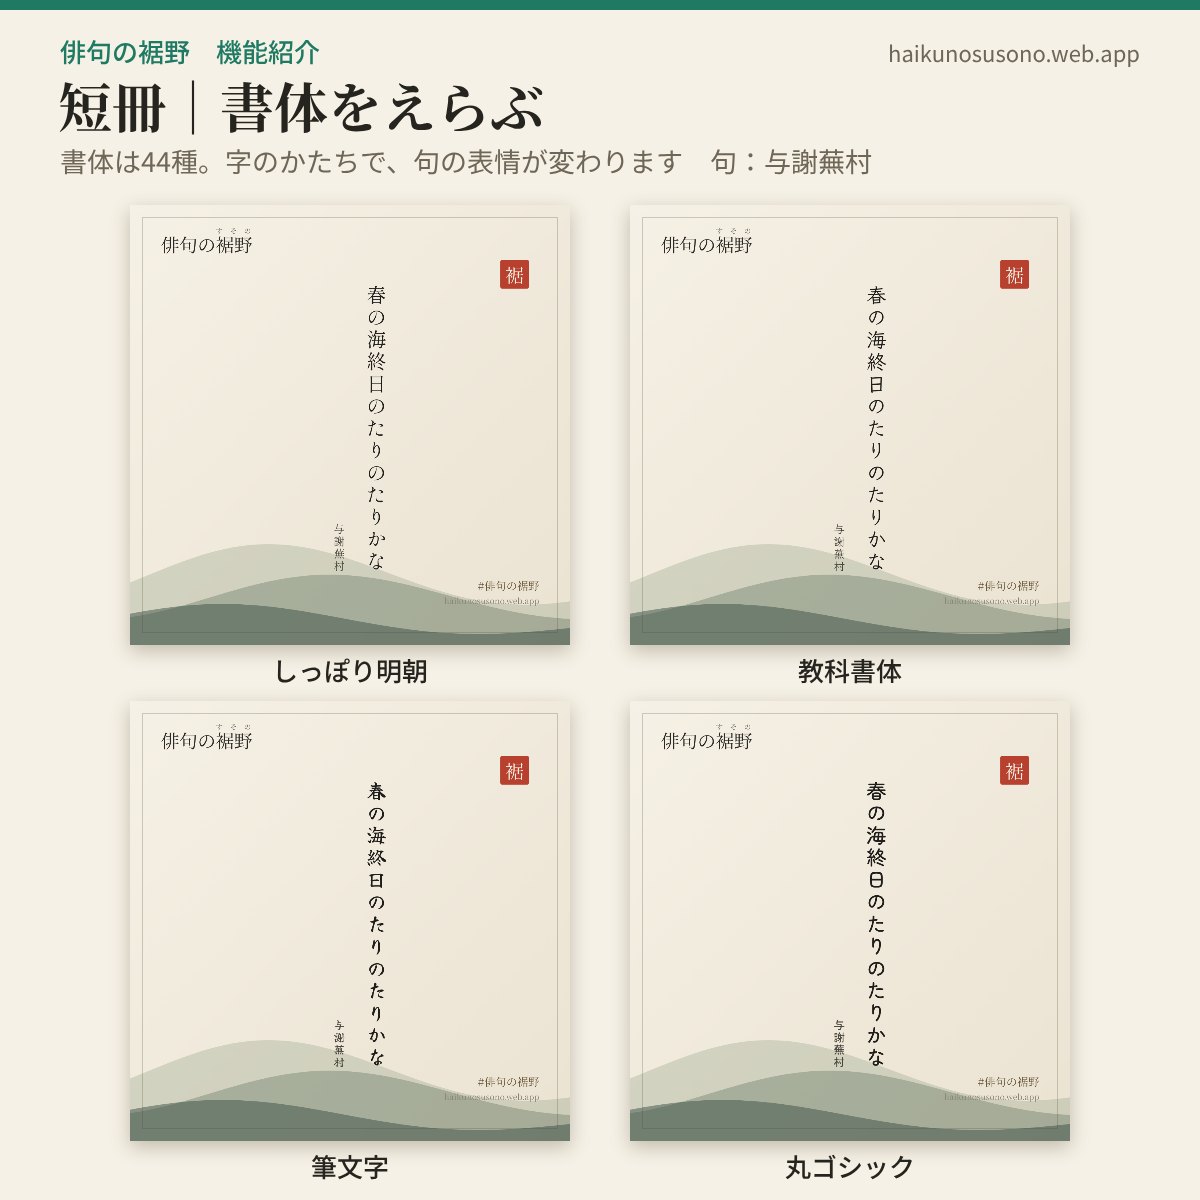 俳句の裾野　機能紹介
haikunosusono.web.app
短冊｜書体をえらぶ
書体は44種。字のかたちで、句の表情が変わります　句：与謝蕪村
すその
俳句の裾野
裾
春の海終日のたりのたりかな
与謝蕪村
#俳句の裾野
haikunosusono.web.app
しっぽり明朝
すその
俳句の裾野
裾
春の海終日のたりのたりかな
与謝蕪村
#俳句の裾野
haikunosusono.web.app
教科書体
すその
俳句の裾野
裾
春の海終日のたりのたりかな
与謝蕪村
#俳句の裾野
haikunosusono.web.app
筆文字
すその
俳句の裾野
裾
春の海終日のたりのたりかな
与謝蕪村
#俳句の裾野
haikunosusono.web.app
丸ゴシック